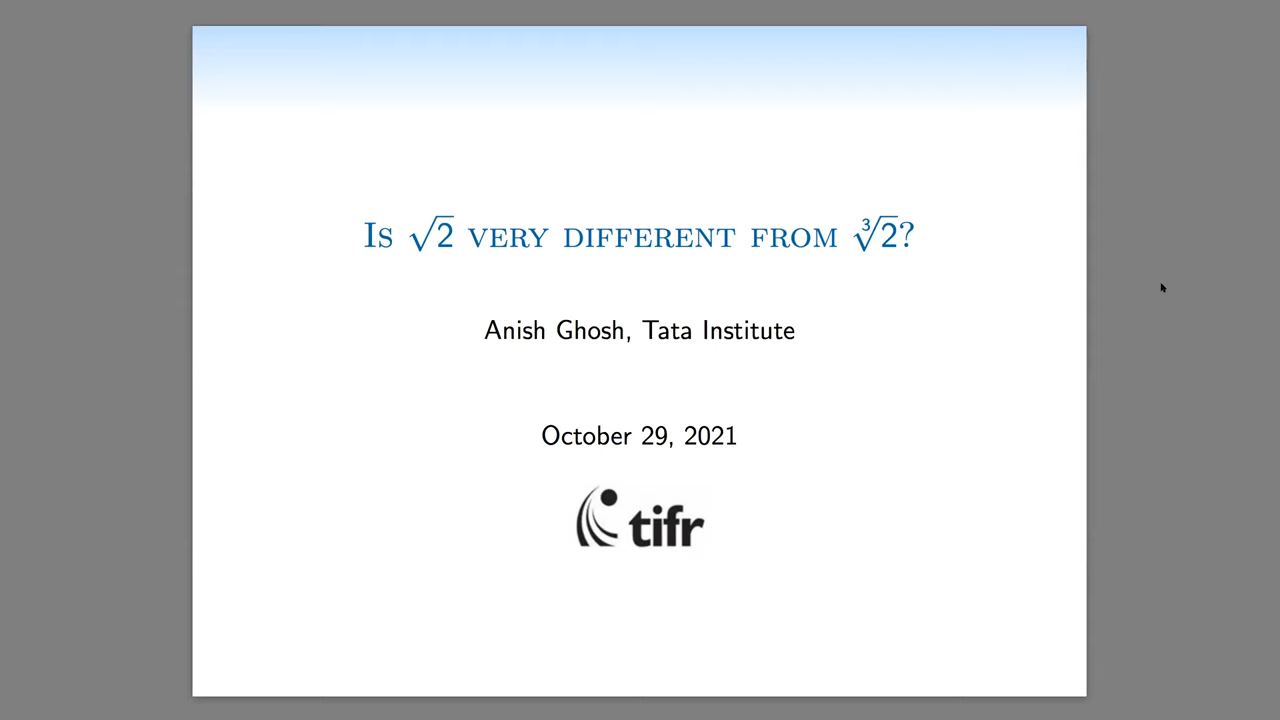 Is √2 very different from ∛2?
Anish Ghosh, Tata Institute
October 29, 2021
tifr